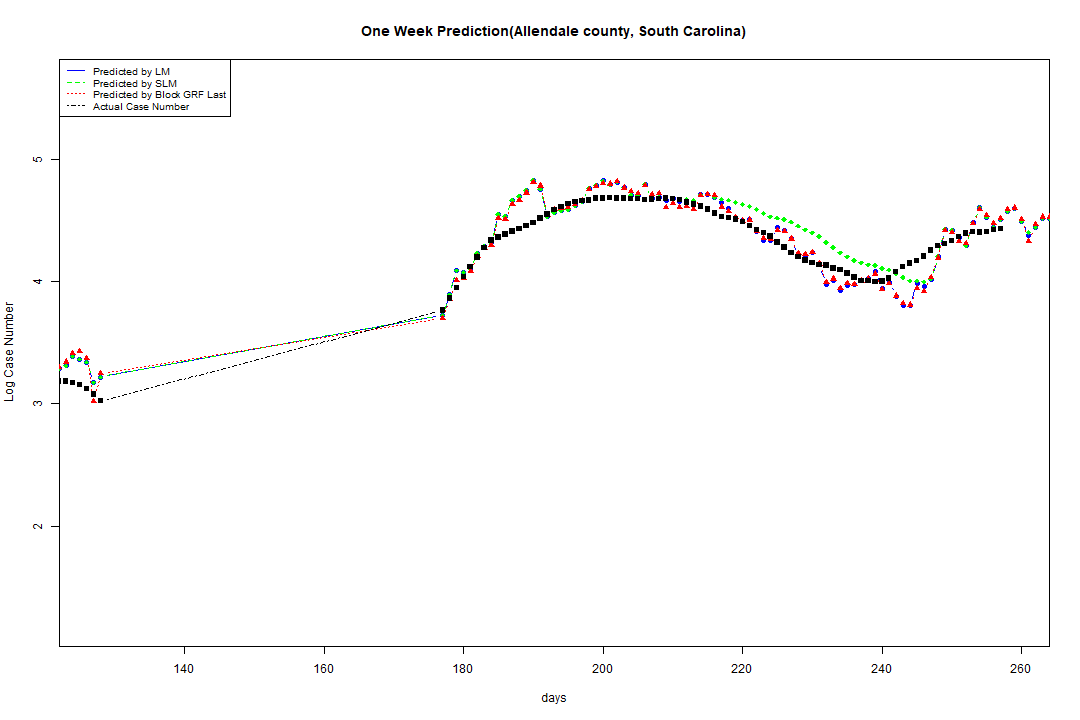 One Week Prediction(Allendale county, South Carolina)
Predicted by LM
Predicted by SLM
Predicted by Block GRF Last
Actual Case Number
5
4
3
2
Log Case Number
140 160 180 200 220 240 260
days